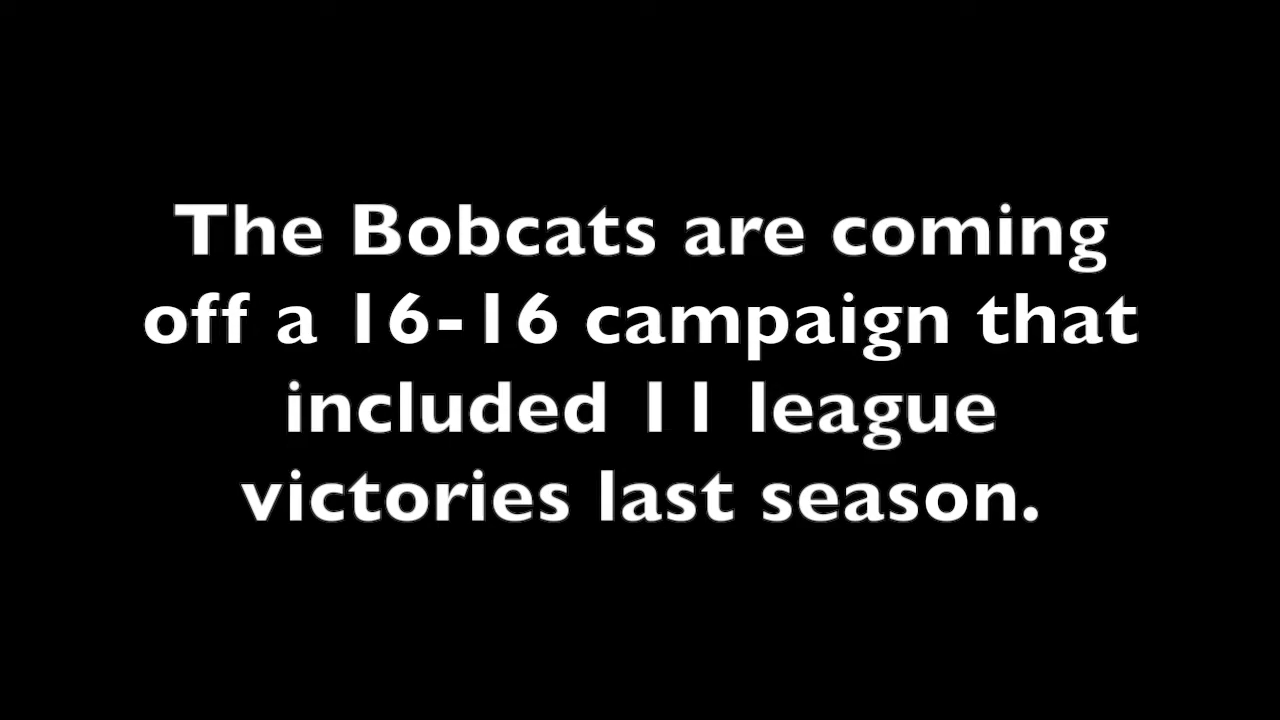 The Bobcats are coming
off a 16-16 campaign that
included 11 league
victories last season.